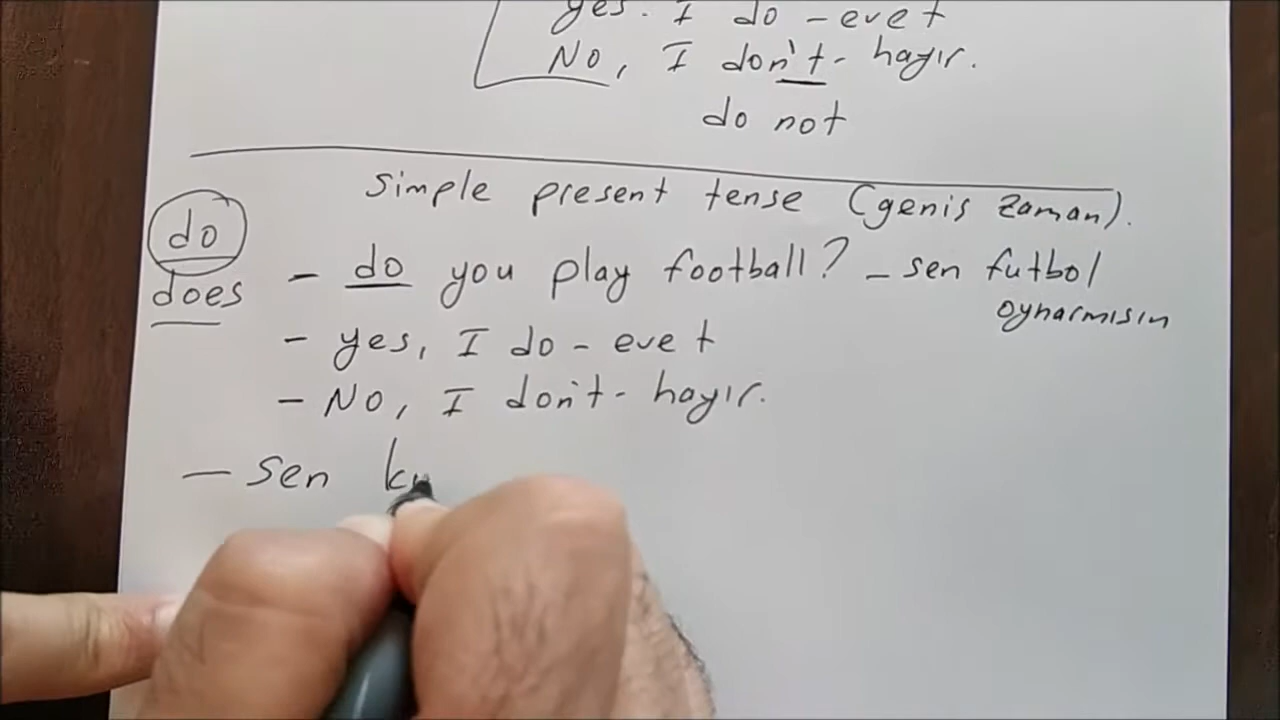 yes. I do - evet
No, I don't - hayır.
do not
Simple present tense (genis zaman).
do
does
- do you play football? - sen futbol
oynarmısın
- yes, I do - evet
- No, I don't - hayır.
- Sen